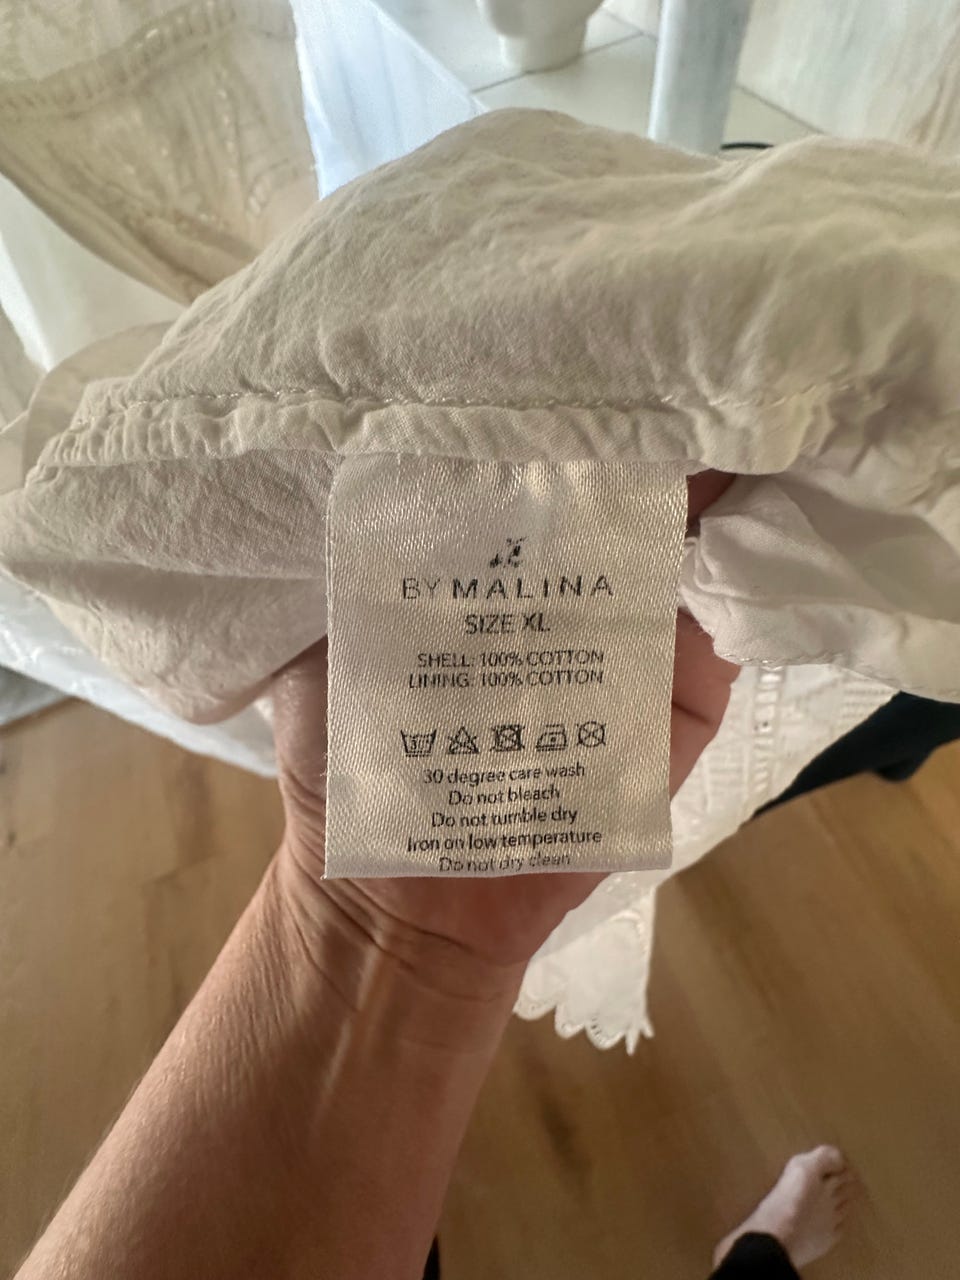 BY MALINA
SIZE XL
SHELL: 100% COTTON
LINING: 100% COTTON
30 degree care wash
Do not bleach
Do not tumble dry
Iron on low temperature
Do not dry clean